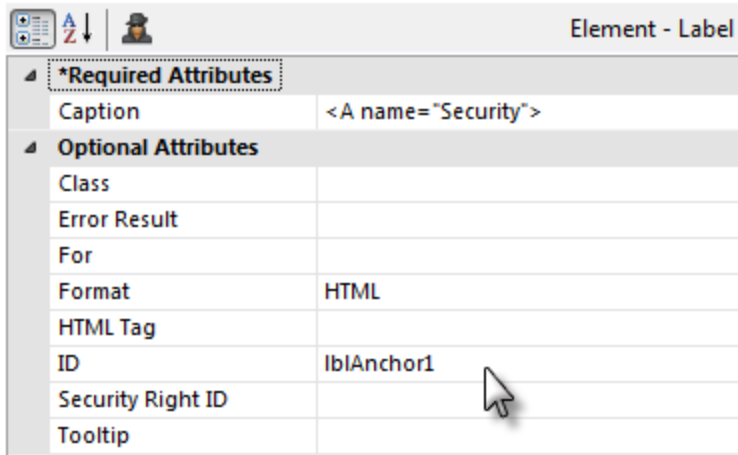 A Z Element - Label
*Required Attributes
Caption <A name="Security">
Optional Attributes
Class
Error Result
For
Format HTML
HTML Tag
ID lblAnchor1
Security Right ID
Tooltip